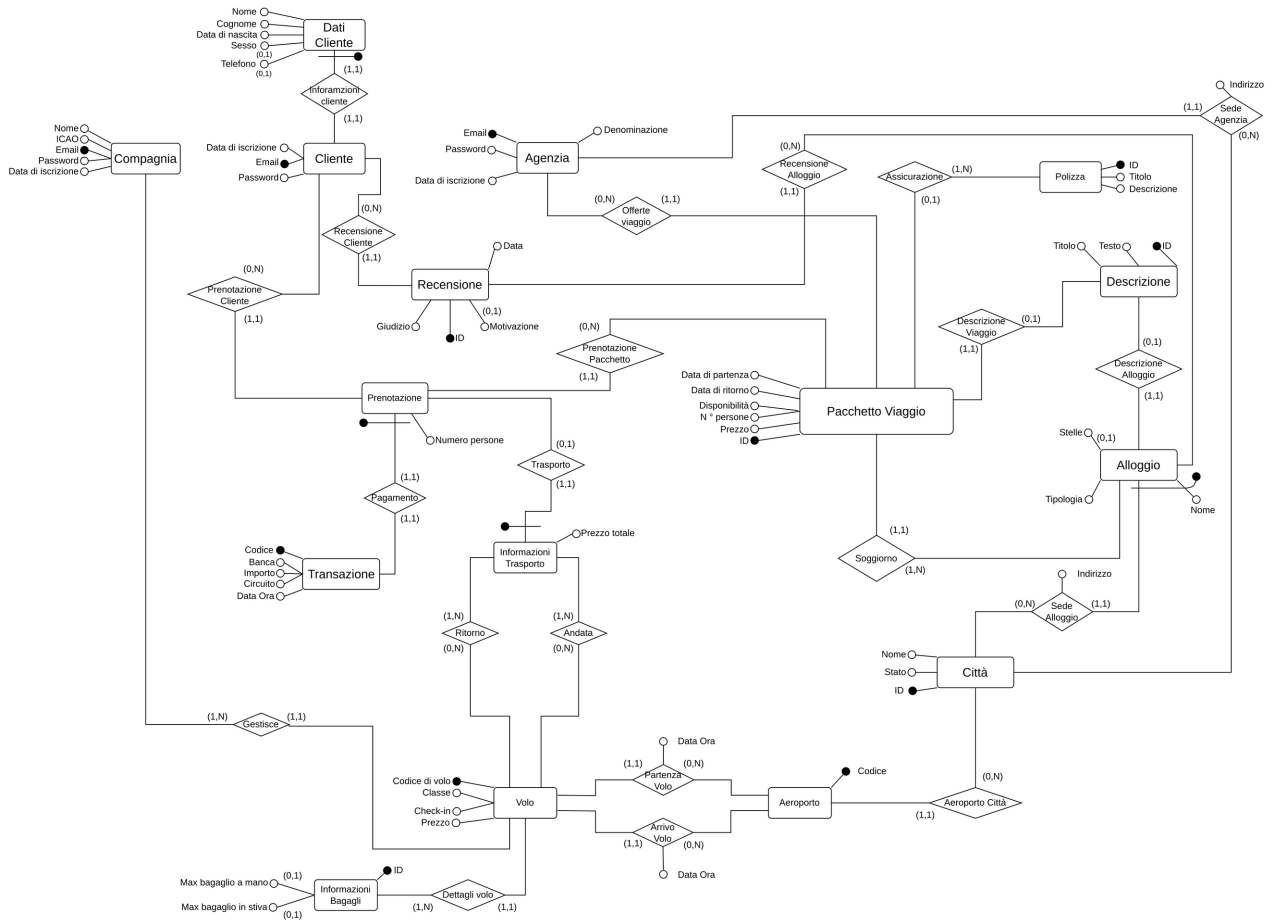 Nome
Cognome
Data di nascita
Sesso
(0,1)
Telefono
(0,1)
Dati
Cliente
(1,1)
Inforamzioni
cliente
(1,1)
Nome
ICAO
Email
Password
Data di iscrizione
Compagnia
Data di iscrizione
Email
Password
Cliente
Email
Password
Data di iscrizione
Agenzia
Denominazione
Indirizzo
(1,1)
Sede
Agenzia
(0,N)
(0,N)
Recensione
Alloggio
(1,1)
Assicurazione
(1,N)
(0,1)
Polizza
ID
Titolo
Descrizione
(0,N)
Recensione
Cliente
(1,1)
(0,N)
Offerte
viaggio
(1,1)
Data
Recensione
Giudizio
ID
(0,1)
Motivazione
Titolo
Testo
ID
Descrizione
(0,N)
Prenotazione
Cliente
(1,1)
(0,N)
Prenotazione
Pacchetto
(1,1)
Descrizione
Viaggio
(0,1)
(1,1)
(0,1)
Descrizione
Alloggio
(1,1)
Data di partenza
Data di ritorno
Disponibilità
N ° persone
Prezzo
ID
Pacchetto Viaggio
Prenotazione
Numero persone
Stelle
(0,1)
Alloggio
Tipologia
Nome
(0,1)
Trasporto
(1,1)
(1,1)
Pagamento
(1,1)
(1,1)
Soggiorno
(1,N)
Codice
Banca
Importo
Circuito
Data Ora
Transazione
Prezzo totale
Informazioni
Trasporto
Indirizzo
(0,N)
Sede
Alloggio
(1,1)
(1,N)
Ritorno
(0,N)
(1,N)
Andata
(0,N)
Nome
Stato
ID
Città
(1,N)
Gestisce
(1,1)
Data Ora
(1,1)
Partenza
Volo
(0,N)
Codice di volo
Classe
Check-in
Prezzo
Volo
Aeroporto
Codice
(0,N)
Aeroporto Città
(1,1)
Arrivo
Volo
(1,1)
(0,N)
Data Ora
Max bagaglio a mano
(0,1)
Max bagaglio in stiva
(0,1)
Informazioni
Bagagli
ID
Dettagli volo
(1,N)
(1,1)